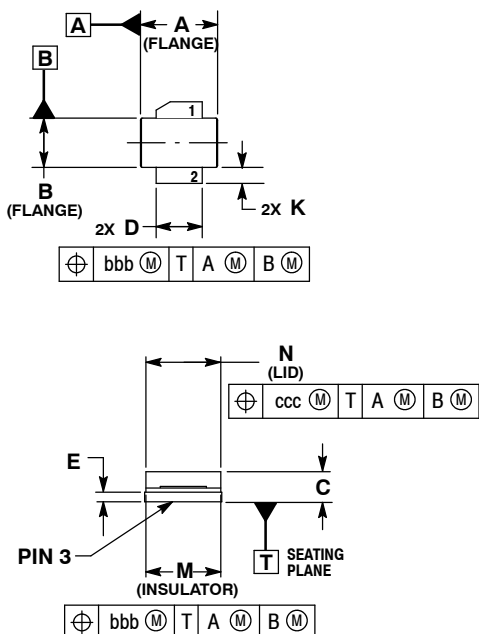 A
A
(FLANGE)
B
1
2
B
(FLANGE)
2X K
2X D
⌖ bbb Ⓜ T A Ⓜ B Ⓜ
N
(LID)
⌖ ccc Ⓜ T A Ⓜ B Ⓜ
E
C
PIN 3
M
(INSULATOR)
T SEATING
PLANE
⌖ bbb Ⓜ T A Ⓜ B Ⓜ